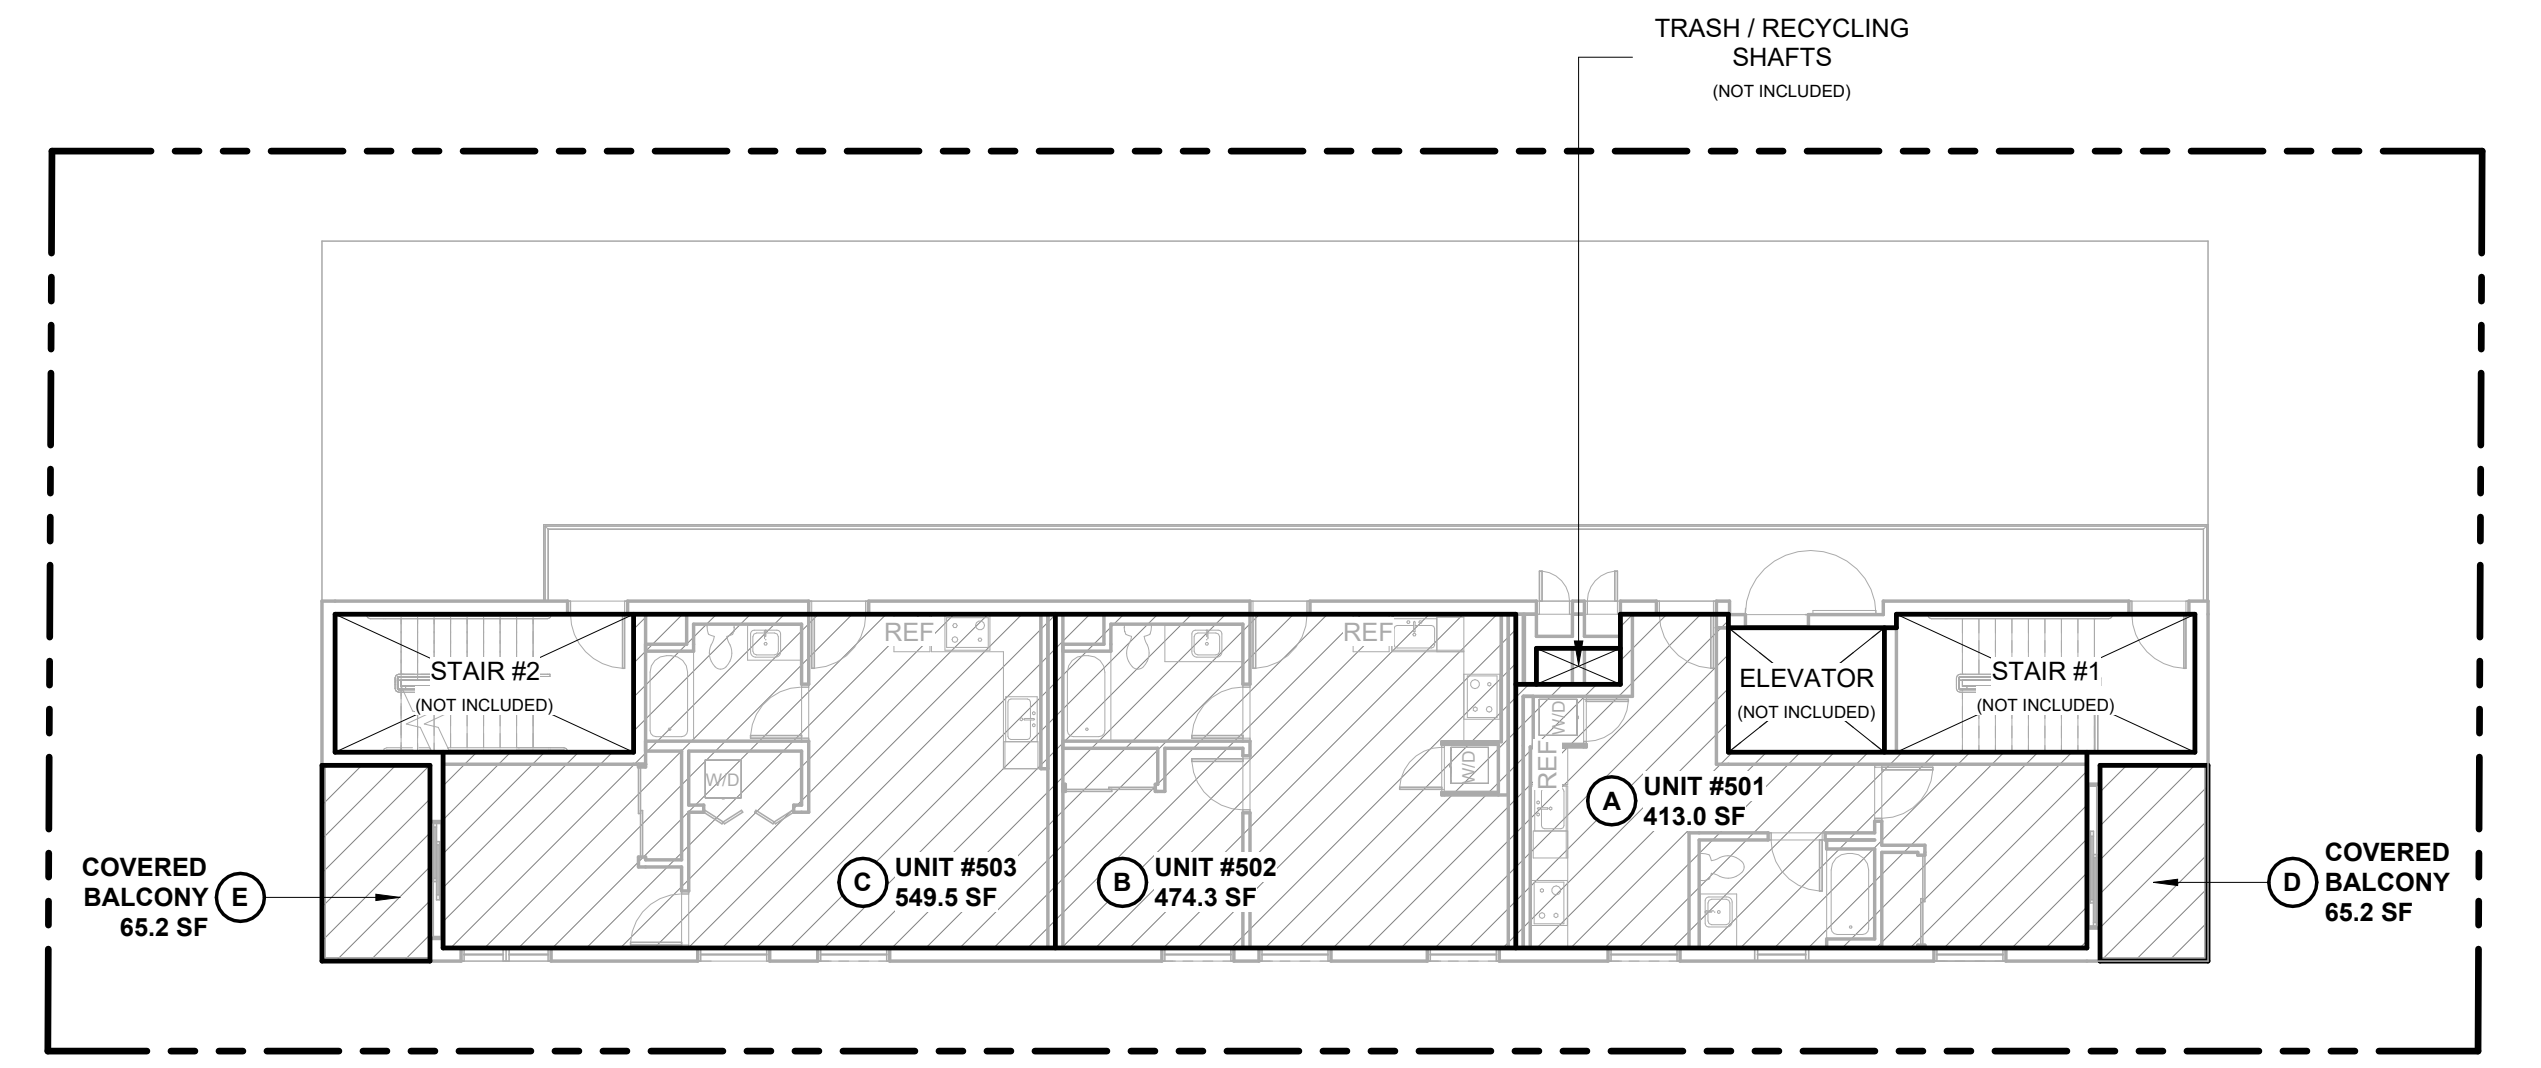 TRASH / RECYCLING
SHAFTS
(NOT INCLUDED)
REF
REF
STAIR #2
(NOT INCLUDED)
ELEVATOR
(NOT INCLUDED)
STAIR #1
(NOT INCLUDED)
W/D
W/D
W/D
REF
A
UNIT #501
413.0 SF
C
UNIT #503
549.5 SF
B
UNIT #502
474.3 SF
COVERED
BALCONY
65.2 SF
E
D
COVERED
BALCONY
65.2 SF